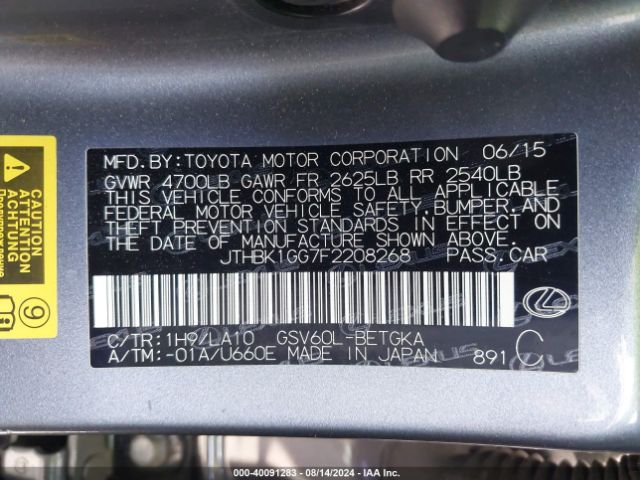 MFD. BY: TOYOTA MOTOR CORPORATION 06/15
GVWR 4700LB GAWR FR 2625LB RR 2540LB
THIS VEHICLE CONFORMS TO ALL APPLICABLE
FEDERAL MOTOR VEHICLE SAFETY, BUMPER, AND
THEFT PREVENTION STANDARDS IN EFFECT ON
THE DATE OF MANUFACTURE SHOWN ABOVE.
JTHBK1GG7F2208268 PASS. CAR
C/TR: 1H9/LA10 GSV60L-BETGKA
A/TM: -01A/U660E MADE IN JAPAN 891 C
CAUTION
ATTENTION
9
000-40091283 - 08/14/2024 - IAA Inc.